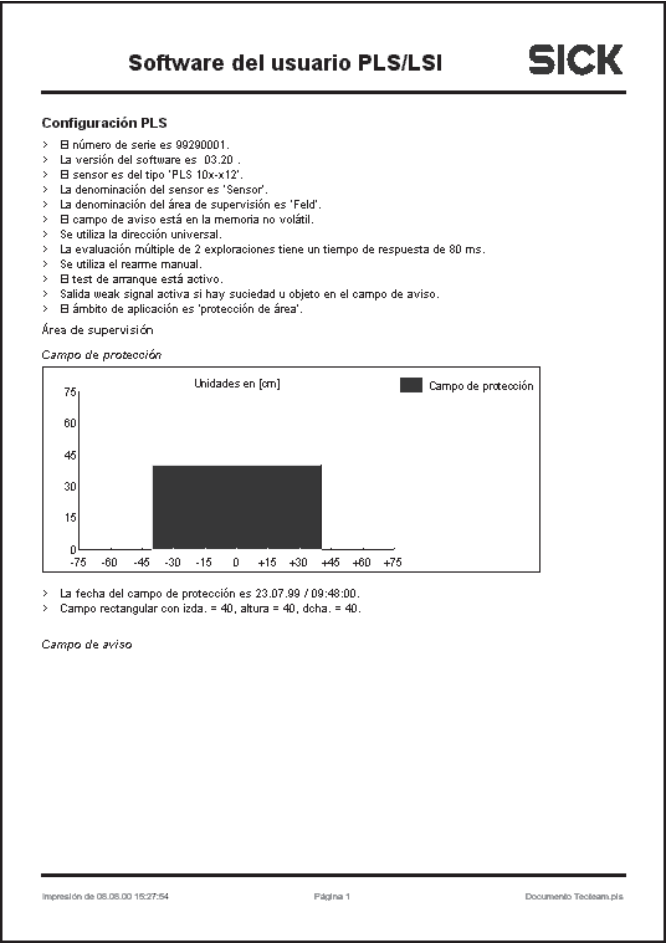 Software del usuario PLS/LSI
SICK
Configuración PLS
> El número de serie es 99290001.
> La versión del software es 03.20 .
> El sensor es del tipo 'PLS 10x-x12'.
> La denominación del sensor es 'Sensor'.
> La denominación del área de supervisión es 'Feld'.
> El campo de aviso está en la memoria no volátil.
> Se utiliza la dirección universal.
> La evaluación múltiple de 2 exploraciones tiene un tiempo de respuesta de 80 ms.
> Se utiliza el rearme manual.
> El test de arranque está activo.
> Salida weak signal activa si hay suciedad u objeto en el campo de aviso.
> El ámbito de aplicación es 'protección de área'.
Área de supervisión
Campo de protección
Unidades en [cm]
Campo de protección
75
60
45
30
15
0
-75 -60 -45 -30 -15 0 +15 +30 +45 +60 +75
> La fecha del campo de protección es 23.07.99 / 09:48:00.
> Campo rectangular con izda. = 40, altura = 40, dcha. = 40.
Campo de aviso
Impresión de 08.08.00 15:27:54 Página 1 Documento Tecteam.pls